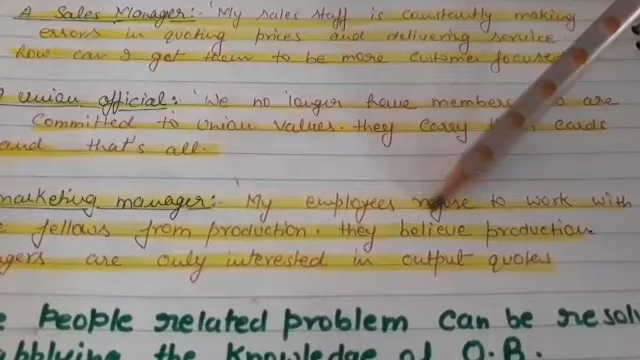 A Sales Manager:- 'My sales staff is constantly making
errors in quoting prices and delivering service
how can I get them to be more customer focused
union official: 'We no longer have members who are
Committed to union values. they carry their cards
and that's all.
marketing manager:- 'My employees refuse to work with
fellows from production. they believe production
are only interested in output quotes
People related problem can be
the knowledge of O.B.